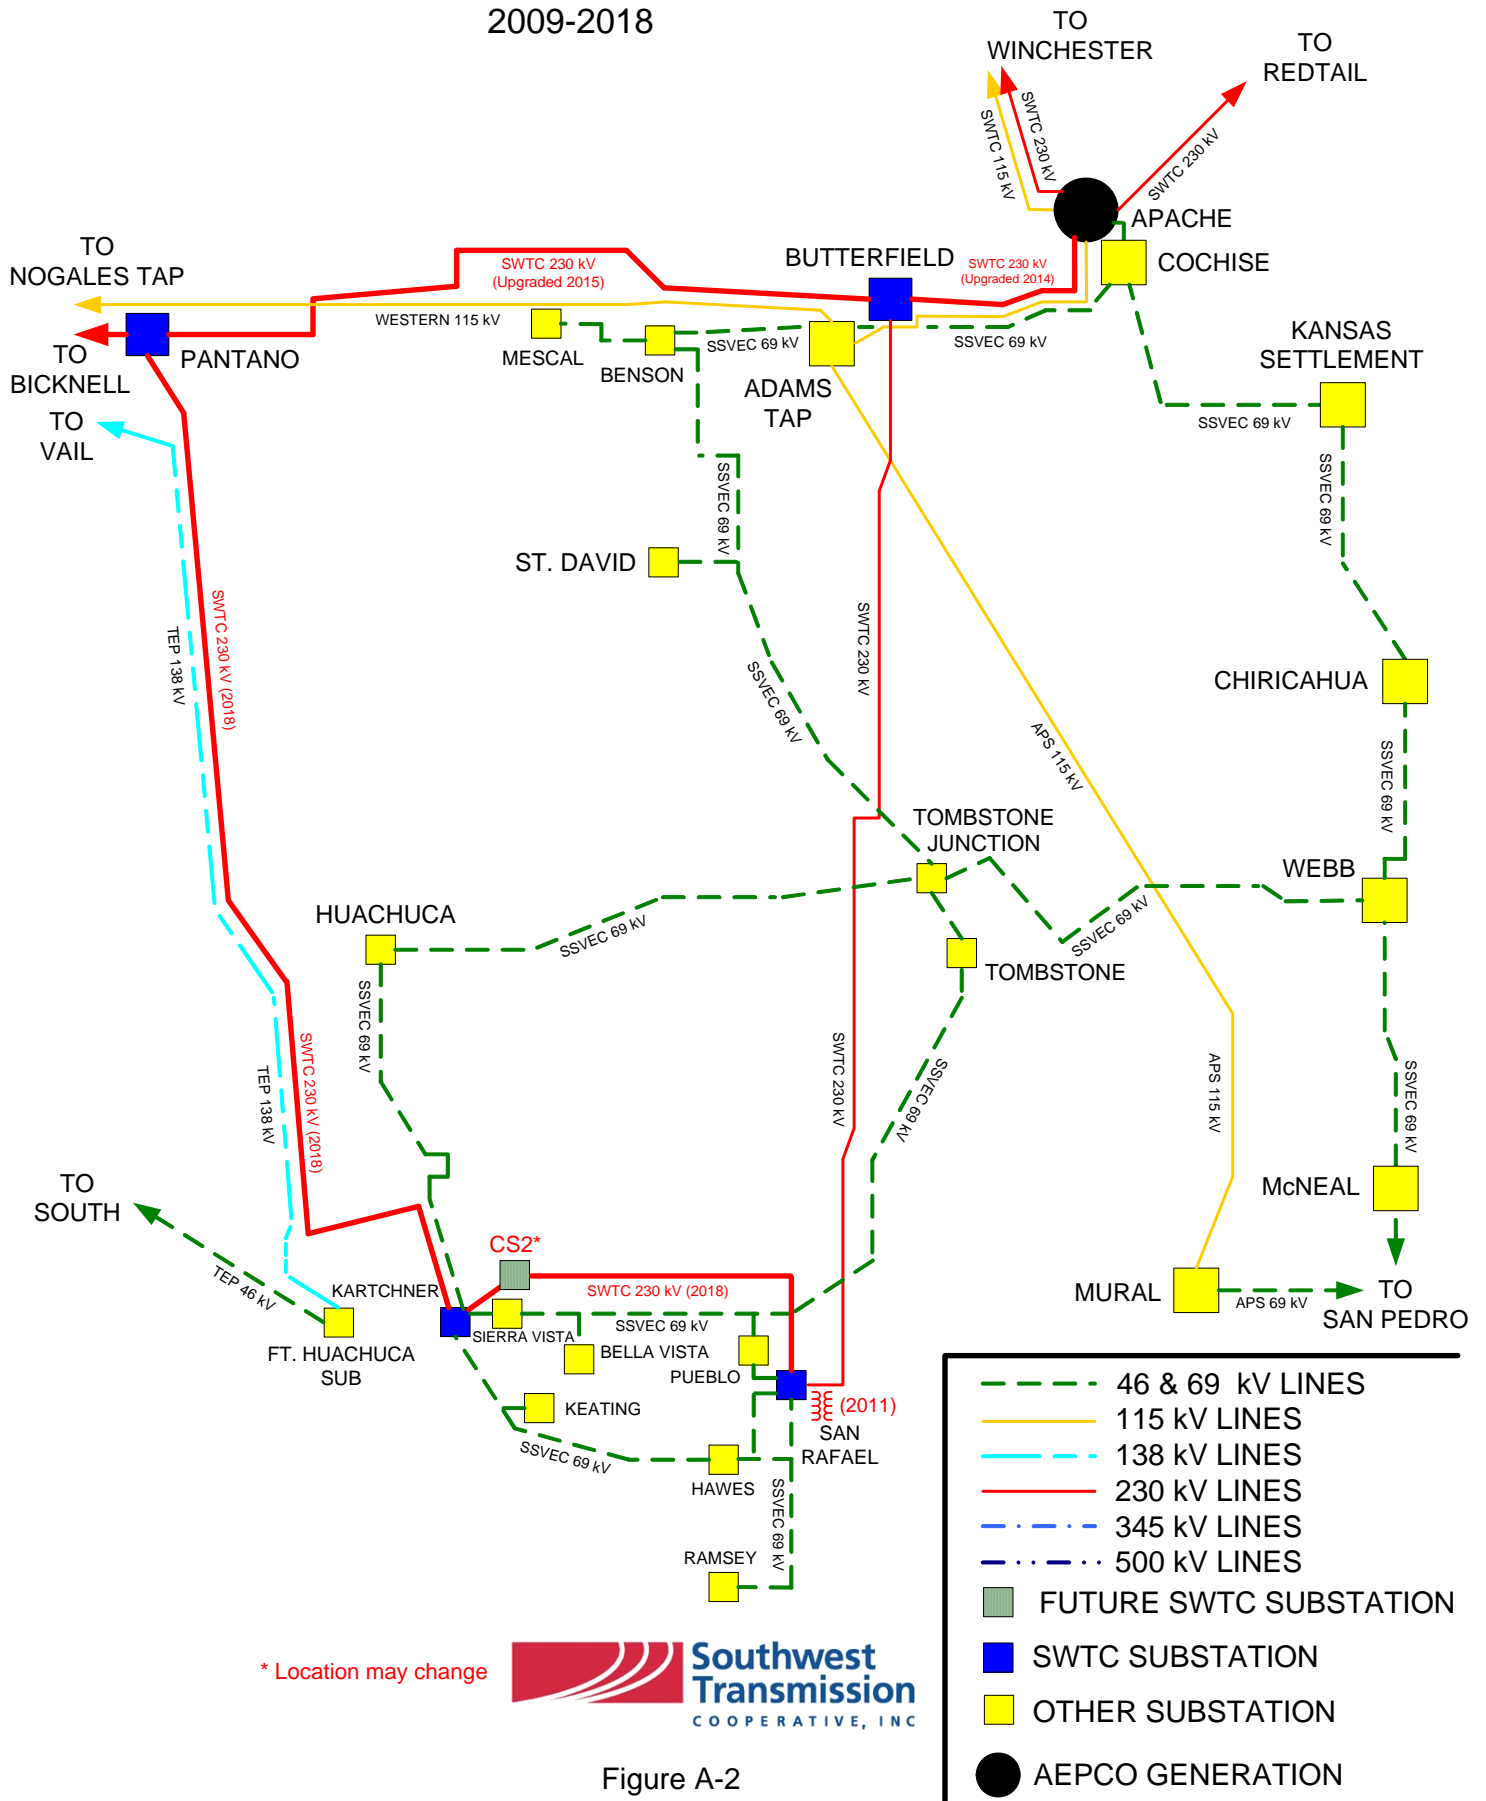 2009-2018
TO
WINCHESTER
TO
REDTAIL
SWTC 230 kV
SWTC 115 kV
SWTC 230 kV
APACHE
COCHISE
BUTTERFIELD
SWTC 230 kV
(Upgraded 2014)
SWTC 230 kV
(Upgraded 2015)
TO
NOGALES TAP
WESTERN 115 kV
TO
BICKNELL
PANTANO
TO
VAIL
MESCAL
BENSON
SSVEC 69 kV
ADAMS
TAP
SSVEC 69 kV
KANSAS
SETTLEMENT
SSVEC 69 kV
SSVEC 69 kV
SSVEC 69 kV
ST. DAVID
SWTC 230 kV (2018)
TEP 138 kV
SWTC 230 kV
SSVEC 69 kV
CHIRICAHUA
APS 115 kV
SSVEC 69 kV
TOMBSTONE
JUNCTION
WEBB
HUACHUCA
SSVEC 69 kV
SSVEC 69 kV
TOMBSTONE
SSVEC 69 kV
SWTC 230 kV (2018)
TEP 138 kV
SWTC 230 kV
SSVEC 69 kV
APS 115 kV
SSVEC 69 kV
TO
SOUTH
McNEAL
TEP 46 kV
CS2*
KARTCHNER
SWTC 230 kV (2018)
MURAL
APS 69 kV
TO
SAN PEDRO
SIERRA VISTA
SSVEC 69 kV
FT. HUACHUCA
SUB
BELLA VISTA
PUEBLO
KEATING
(2011)
SAN
RAFAEL
SSVEC 69 kV
HAWES
SSVEC 69 kV
RAMSEY
46 & 69 kV LINES
115 kV LINES
138 kV LINES
230 kV LINES
345 kV LINES
500 kV LINES
FUTURE SWTC SUBSTATION
SWTC SUBSTATION
OTHER SUBSTATION
AEPCO GENERATION
* Location may change
Southwest
Transmission
COOPERATIVE, INC
Figure A-2